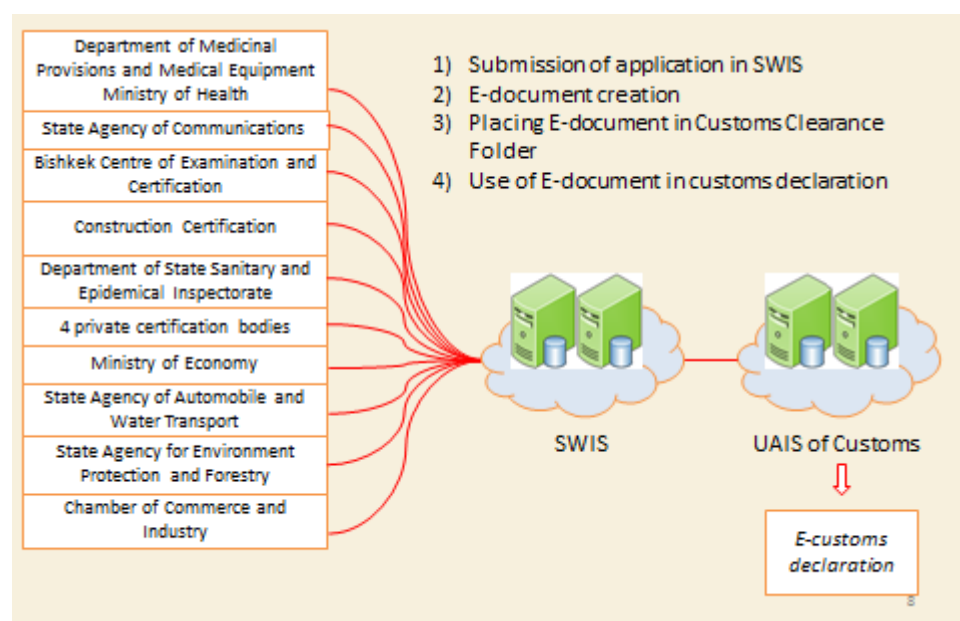 Department of Medicinal
Provisions and Medical Equipment
Ministry of Health
State Agency of Communications
Bishkek Centre of Examination and
Certification
Construction Certification
Department of State Sanitary and
Epidemical Inspectorate
4 private certification bodies
Ministry of Economy
State Agency of Automobile and
Water Transport
State Agency for Environment
Protection and Forestry
Chamber of Commerce and
Industry
1) Submission of application in SWIS
2) E-document creation
3) Placing E-document in Customs Clearance
Folder
4) Use of E-document in customs declaration
SWIS
UAIS of Customs
E-customs
declaration
8